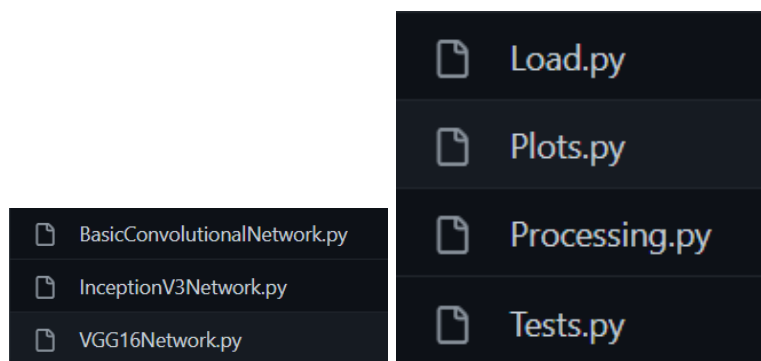 BasicConvolutionalNetwork.py
InceptionV3Network.py
VGG16Network.py
Load.py
Plots.py
Processing.py
Tests.py